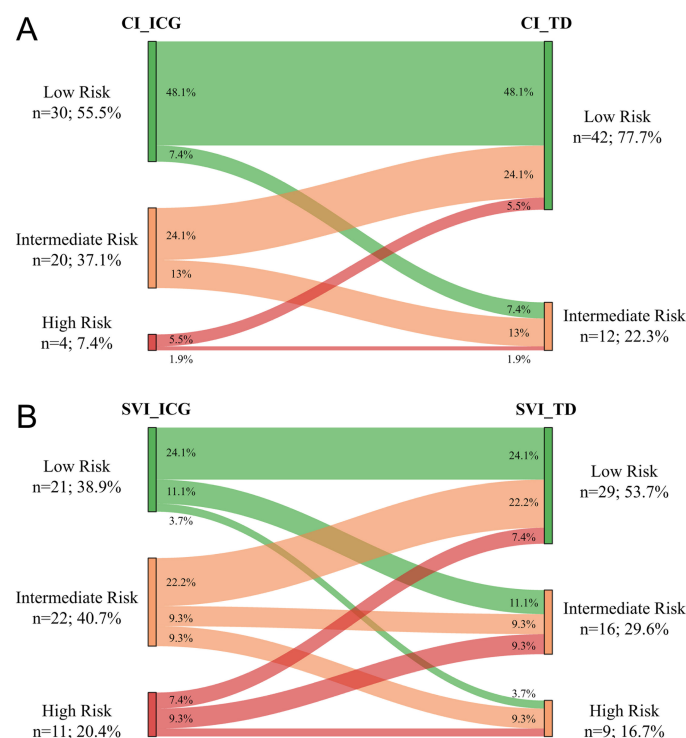 A
CI_ICG
CI_TD
Low Risk
n=30; 55.5%
48.1%
48.1%
Low Risk
n=42; 77.7%
7.4%
24.1%
5.5%
Intermediate Risk
n=20; 37.1%
24.1%
13%
7.4%
13%
1.9%
Intermediate Risk
n=12; 22.3%
High Risk
n=4; 7.4%
5.5%
1.9%
B
SVI_ICG
SVI_TD
Low Risk
n=21; 38.9%
24.1%
11.1%
3.7%
24.1%
22.2%
7.4%
Low Risk
n=29; 53.7%
Intermediate Risk
n=22; 40.7%
22.2%
9.3%
9.3%
11.1%
9.3%
9.3%
Intermediate Risk
n=16; 29.6%
High Risk
n=11; 20.4%
7.4%
9.3%
3.7%
9.3%
High Risk
n=9; 16.7%